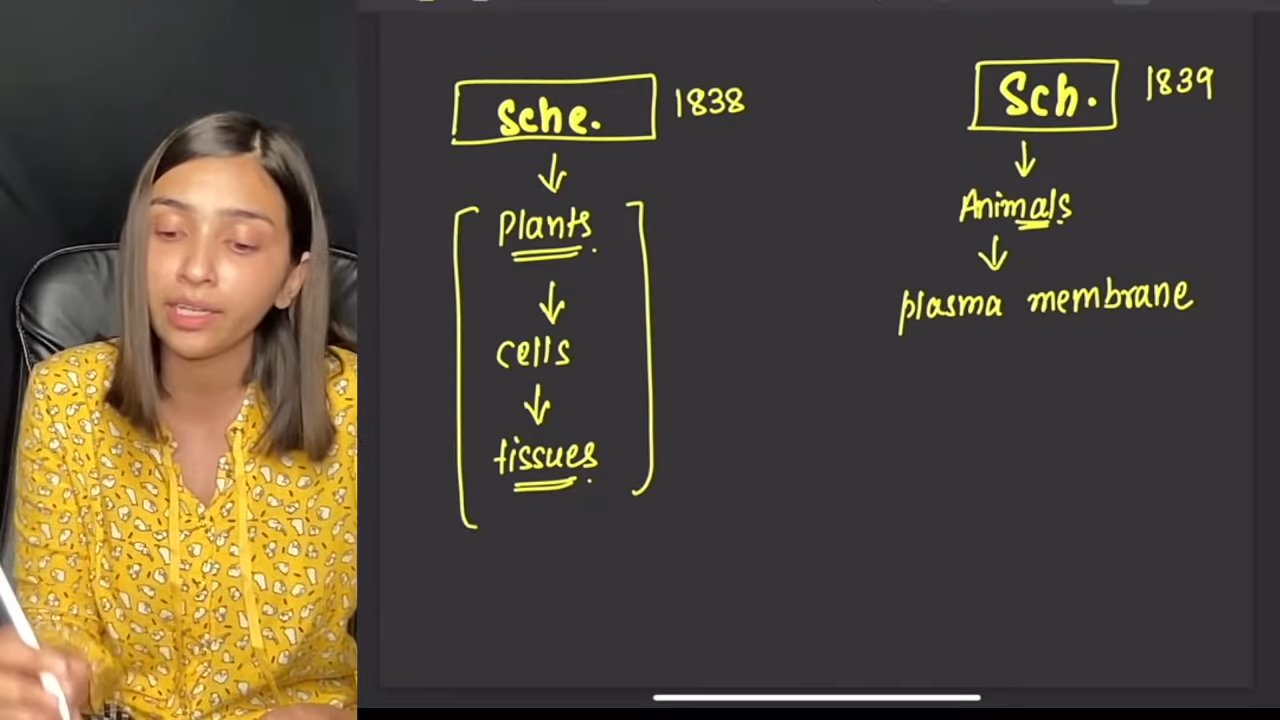 Sche. 1838
Plants
cells
tissues
Sch. 1839
Animals
plasma membrane